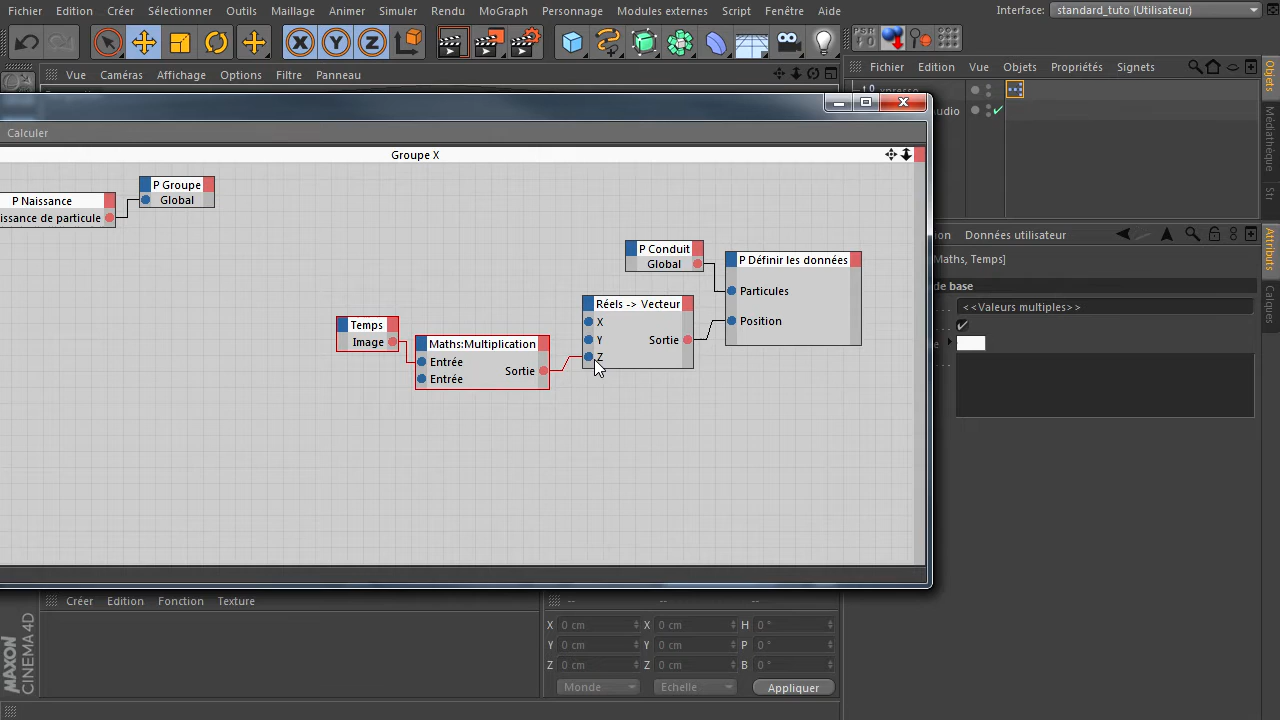 Fichier Edition Créer Sélectionner Outils Maillage Animer Simuler Rendu MoGraph Personnage Modules externes Script Fenêtre Aide Interface: standard_tuto (Utilisateur)
X Y Z PSR +0
Vue Caméras Affichage Options Filtre Panneau
Fichier Edition Vue Objets Propriétés Signets
Objets
Médiathèque
Str
Attributs
Calques
Calculer
Groupe X
P Naissance
issance de particule
P Groupe
Global
P Conduit
Global
P Définir les données
Particules
Position
Réels -> Vecteur
X
Y Sortie
Z
Temps
Image
Maths:Multiplication
Entrée
Sortie
Entrée
on Données utilisateur
Maths, Temps]
de base
<<Valeurs multiples>>
Créer Edition Fonction Texture
-- -- --
X 0 cm X 0 cm H 0 °
Y 0 cm Y 0 cm P 0 °
Z 0 cm Z 0 cm B 0 °
Monde Echelle Appliquer
MAXON
CINEMA 4D